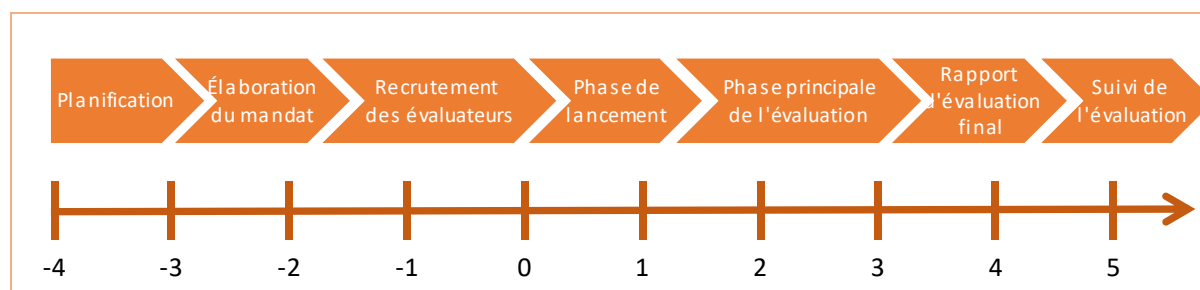 Planification
Élaboration
du mandat
Recrutement
des évaluateurs
Phase de
lancement
Phase principale
de l'évaluation
Rapport
d'évaluation
final
Suivi de
l'évaluation
-4 -3 -2 -1 0 1 2 3 4 5